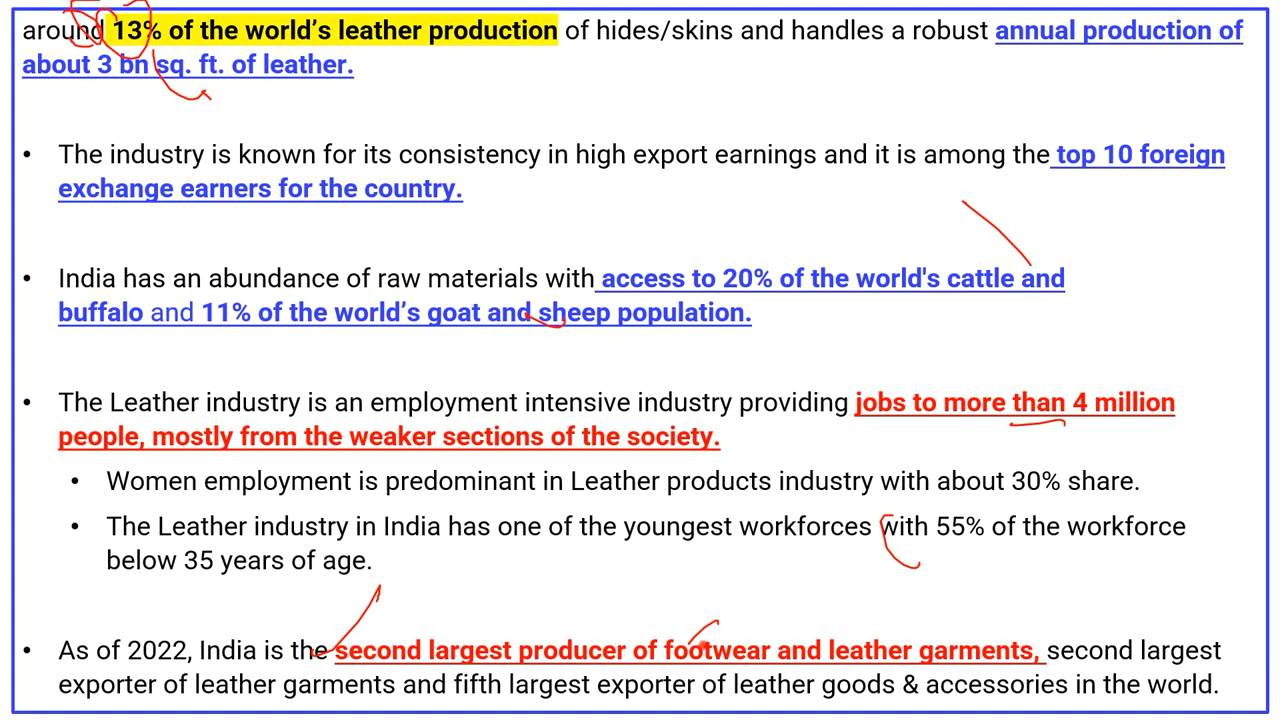 around 13% of the world’s leather production of hides/skins and handles a robust annual production of
about 3 bn sq. ft. of leather.
• The industry is known for its consistency in high export earnings and it is among the top 10 foreign
exchange earners for the country.
• India has an abundance of raw materials with access to 20% of the world's cattle and
buffalo and 11% of the world’s goat and sheep population.
• The Leather industry is an employment intensive industry providing jobs to more than 4 million
people, mostly from the weaker sections of the society.
• Women employment is predominant in Leather products industry with about 30% share.
• The Leather industry in India has one of the youngest workforces with 55% of the workforce
below 35 years of age.
• As of 2022, India is the second largest producer of footwear and leather garments, second largest
exporter of leather garments and fifth largest exporter of leather goods & accessories in the world.